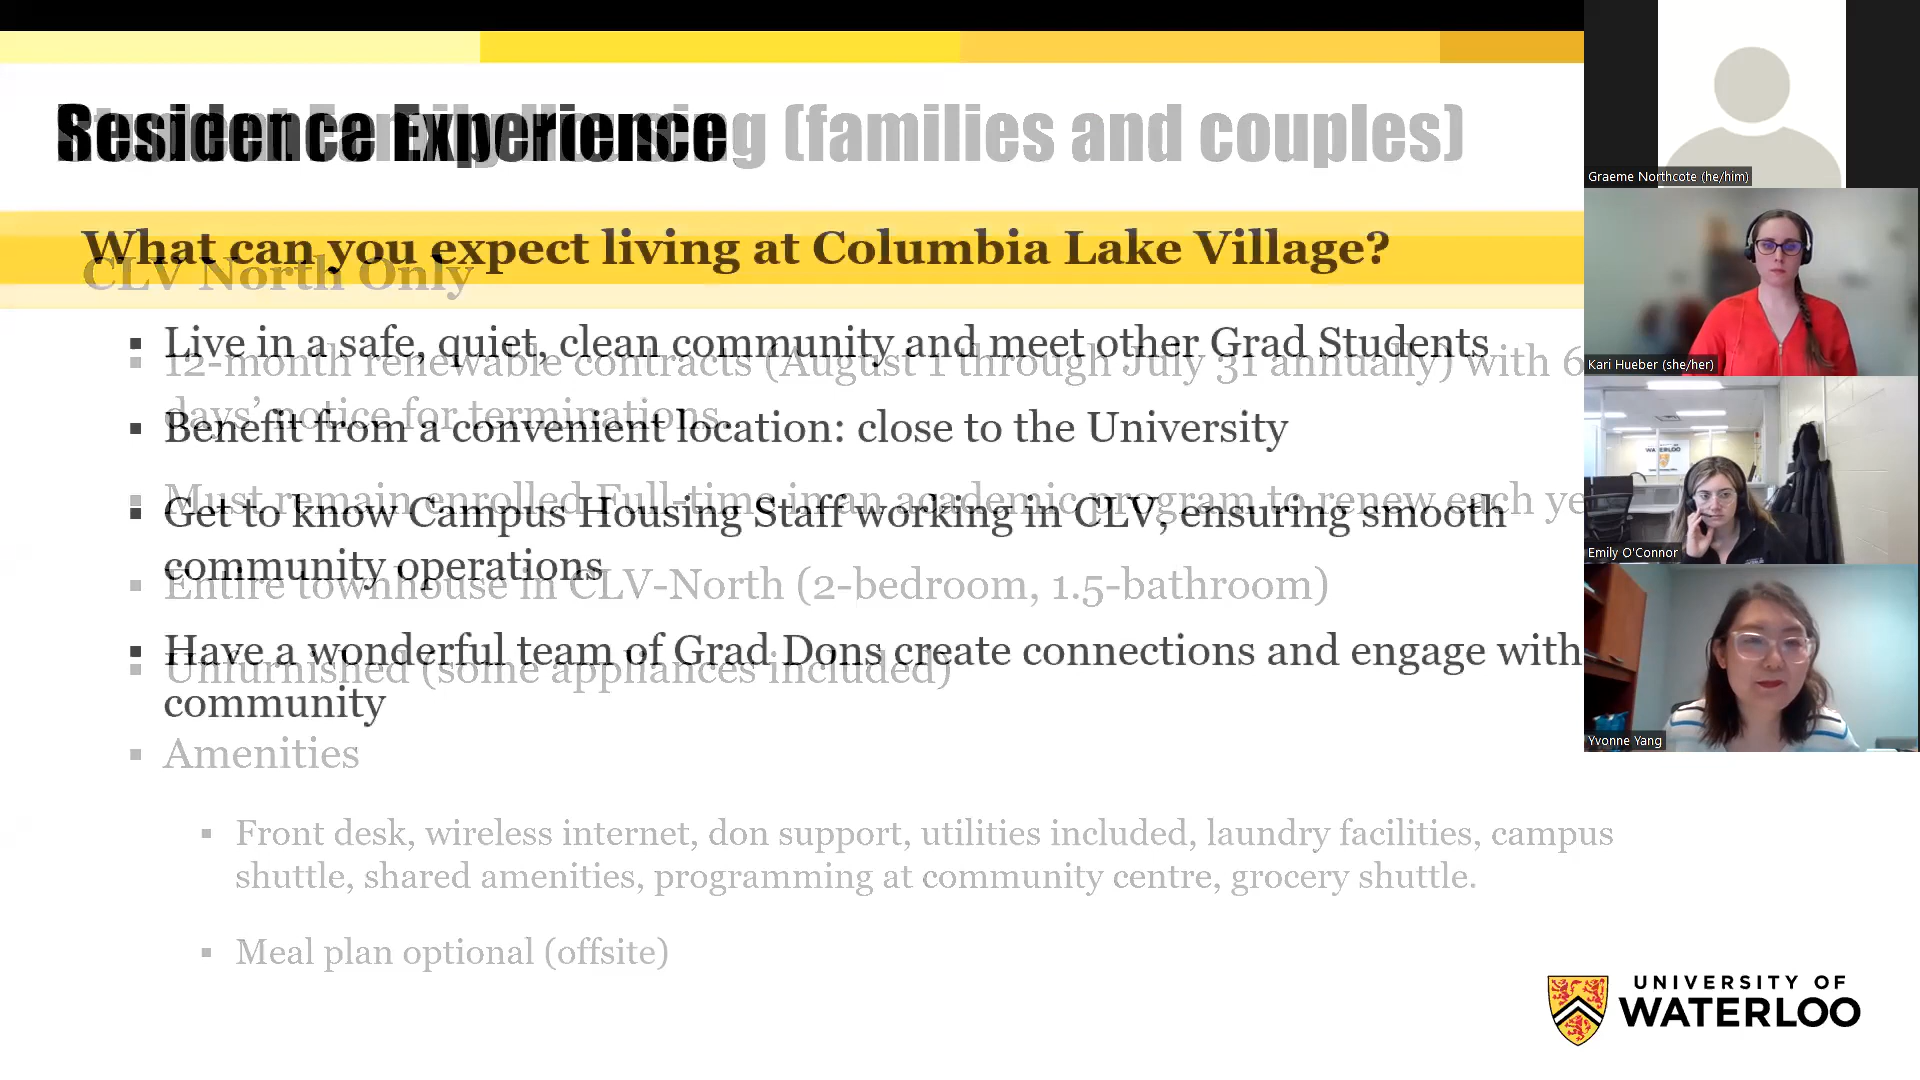 Residence Experience
(families and couples)
What can you expect living at Columbia Lake Village?
CLV North Only
▪ Live in a safe, quiet, clean community and meet other Grad Students
▪ 12-month renewable contracts (August 1 through July 31 annually) with 6
days' notice for terminations.
▪ Benefit from a convenient location: close to the University
▪ Must remain enrolled Full-time in an academic program to renew each ye
▪ Get to know Campus Housing Staff working in CLV, ensuring smooth
community operations
▪ Entire townhouse in CLV-North (2-bedroom, 1.5-bathroom)
▪ Have a wonderful team of Grad Dons create connections and engage with
▪ Unfurnished (some appliances included)
community
▪ Amenities
▪ Front desk, wireless internet, don support, utilities included, laundry facilities, campus
shuttle, shared amenities, programming at community centre, grocery shuttle.
▪ Meal plan optional (offsite)
UNIVERSITY OF
WATERLOO
Graeme Northcote (he/him)
Kari Hueber (she/her)
WATERLOO
Emily O'Connor
Yvonne Yang